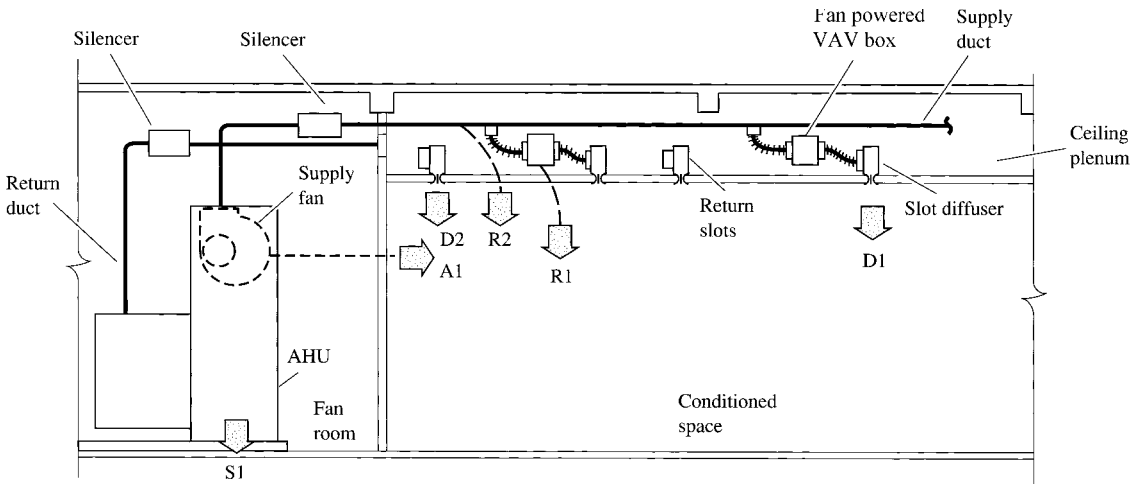 Fan powered
VAV box
Supply
duct
Silencer
Silencer
Ceiling
plenum
Return
duct
Supply
fan
Return
slots
Slot diffuser
D2
R2
A1
R1
D1
AHU
Fan
room
Conditioned
space
S1